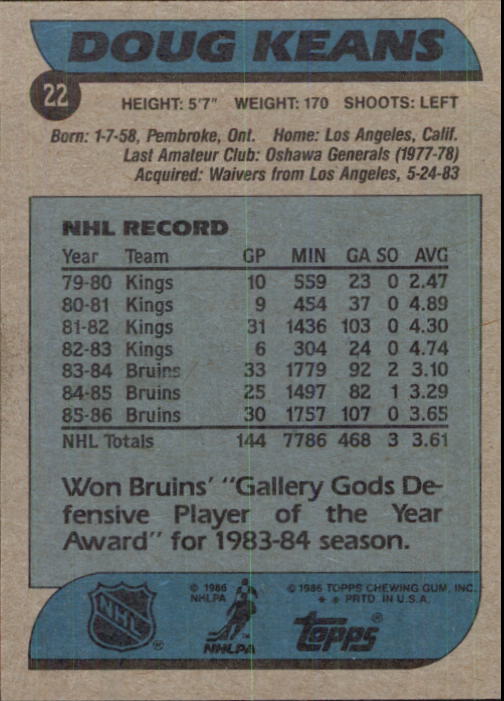 DOUG KEANS
22
HEIGHT: 5'7" WEIGHT: 170 SHOOTS: LEFT
Born: 1-7-58, Pembroke, Ont. Home: Los Angeles, Calif.
Last Amateur Club: Oshawa Generals (1977-78)
Acquired: Waivers from Los Angeles, 5-24-83
NHL RECORD
Year Team GP MIN GA SO AVG
79-80 Kings 10 559 23 0 2.47
80-81 Kings 9 454 37 0 4.89
81-82 Kings 31 1436 103 0 4.30
82-83 Kings 6 304 24 0 4.74
83-84 Bruins 33 1779 92 2 3.10
84-85 Bruins 25 1497 82 1 3.29
85-86 Bruins 30 1757 107 0 3.65
NHL Totals 144 7786 468 3 3.61
Won Bruins' "Gallery Gods De-
fensive Player of the Year
Award" for 1983-84 season.
NHL ®
© 1986
NHLPA
NHLPA
© 1986 TOPPS CHEWING GUM, INC.
* * PRTD. IN U.S.A.
topps®